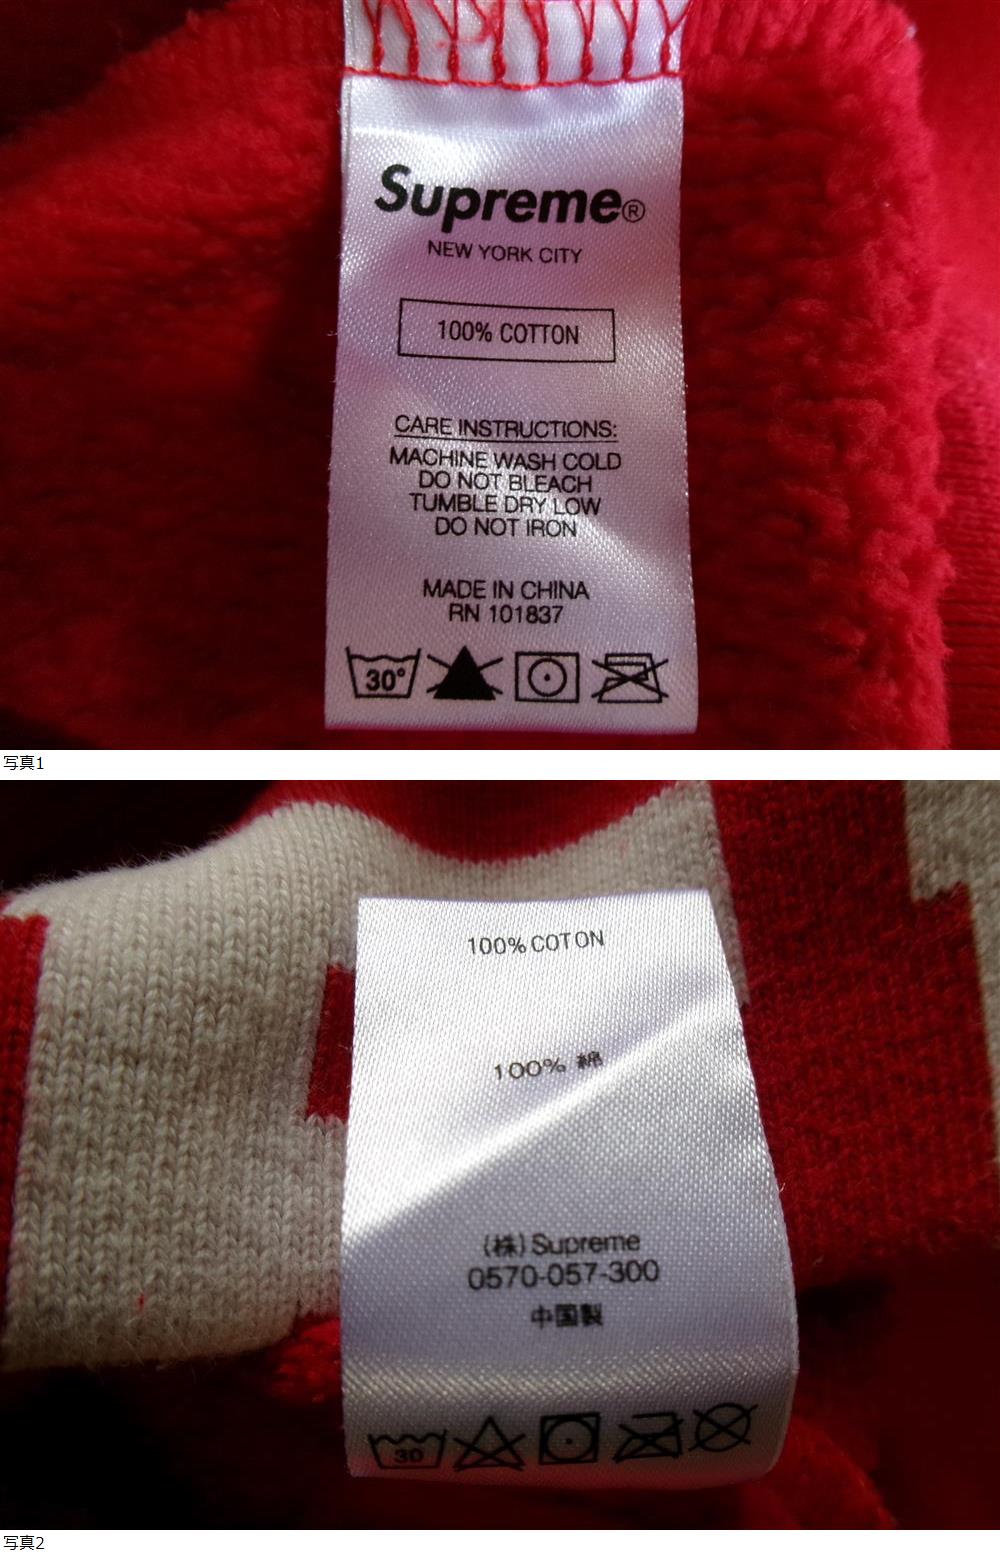 Supreme®
NEW YORK CITY
100% COTTON
CARE INSTRUCTIONS:
MACHINE WASH COLD
DO NOT BLEACH
TUMBLE DRY LOW
DO NOT IRON
MADE IN CHINA
RN 101837
30°
写真1
100% COTON
100% 綿
(株) Supreme
0570-057-300
中国製
30
写真2